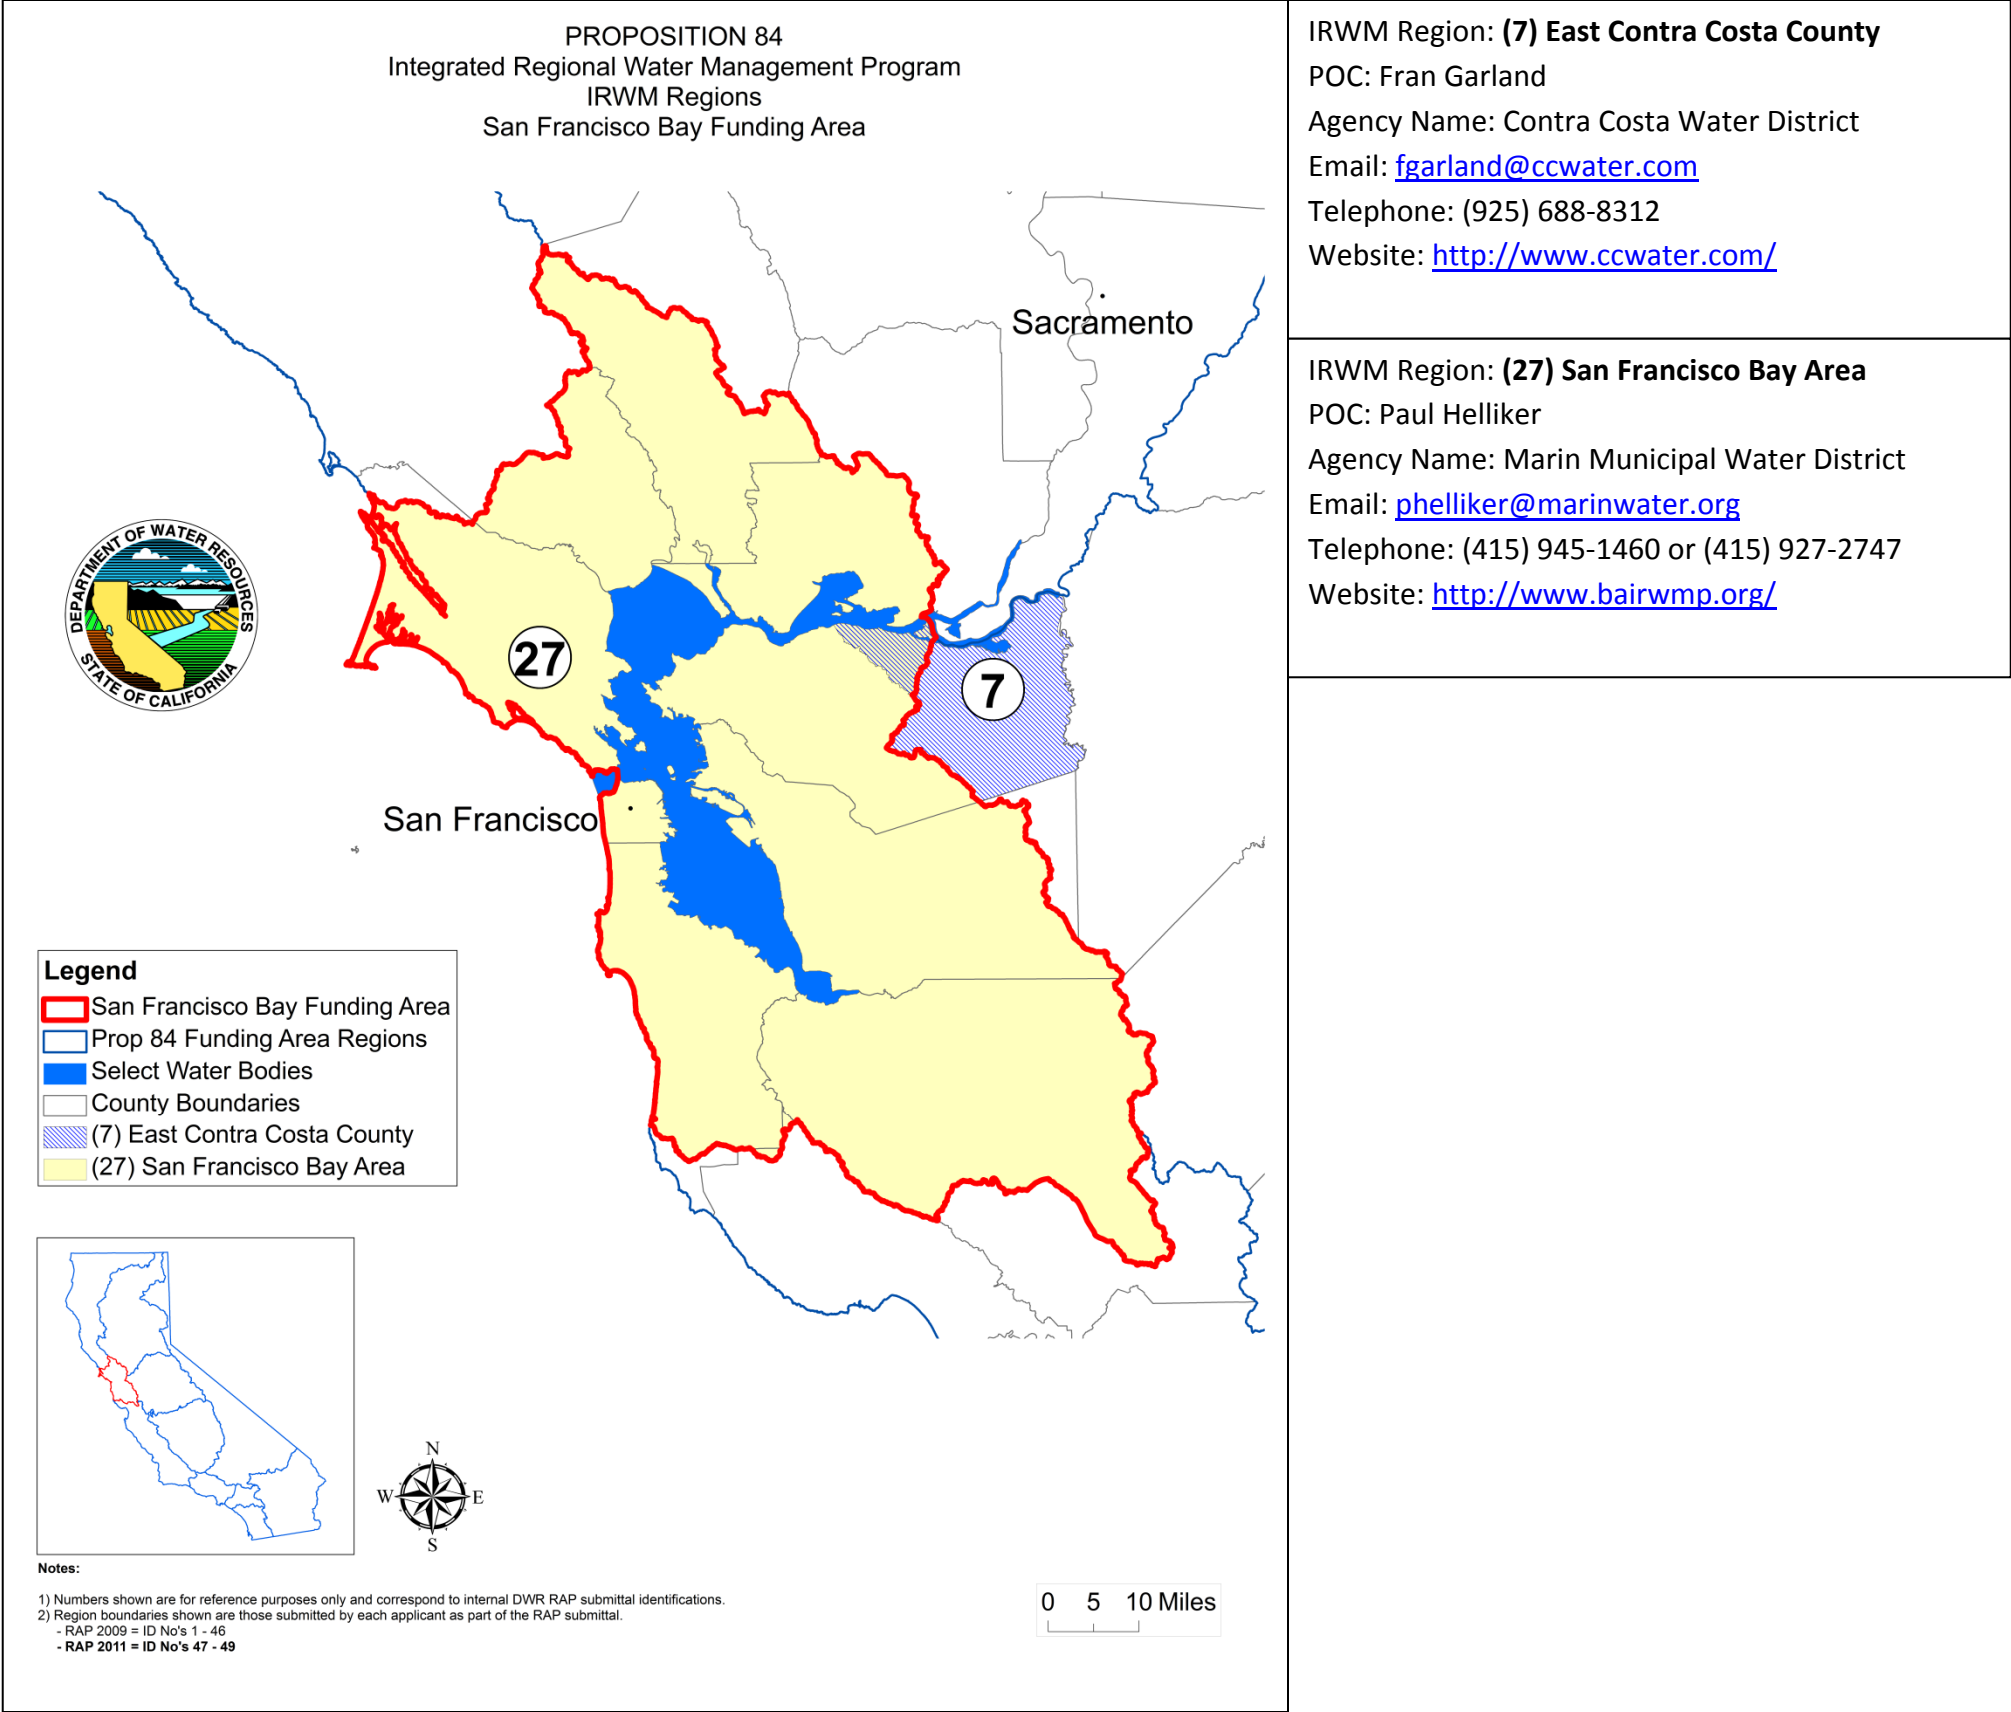 PROPOSITION 84
Integrated Regional Water Management Program
IRWM Regions
San Francisco Bay Funding Area
Sacramento
DEPARTMENT OF WATER RESOURCES
STATE OF CALIFORNIA
27
7
San Francisco
Legend
San Francisco Bay Funding Area
Prop 84 Funding Area Regions
Select Water Bodies
County Boundaries
(7) East Contra Costa County
(27) San Francisco Bay Area
N
W
E
S
Notes:
1) Numbers shown are for reference purposes only and correspond to internal DWR RAP submittal identifications.
2) Region boundaries shown are those submitted by each applicant as part of the RAP submittal.
- RAP 2009 = ID No's 1 - 46
- RAP 2011 = ID No's 47 - 49
0 5 10 Miles
IRWM Region: (7) East Contra Costa County
POC: Fran Garland
Agency Name: Contra Costa Water District
Email: fgarland@ccwater.com
Telephone: (925) 688-8312
Website: http://www.ccwater.com/
IRWM Region: (27) San Francisco Bay Area
POC: Paul Helliker
Agency Name: Marin Municipal Water District
Email: phelliker@marinwater.org
Telephone: (415) 945-1460 or (415) 927-2747
Website: http://www.bairwmp.org/